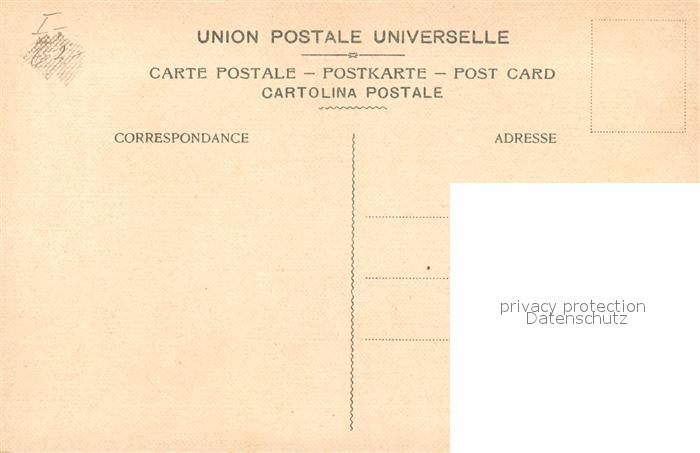 I-
UNION POSTALE UNIVERSELLE
CARTE POSTALE – POSTKARTE – POST CARD
CARTOLINA POSTALE
CORRESPONDANCE
ADRESSE
privacy protection
Datenschutz